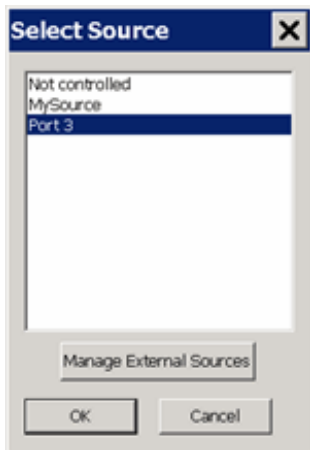 Select Source
Not controlled
MySource
Port 3
Manage External Sources
OK
Cancel